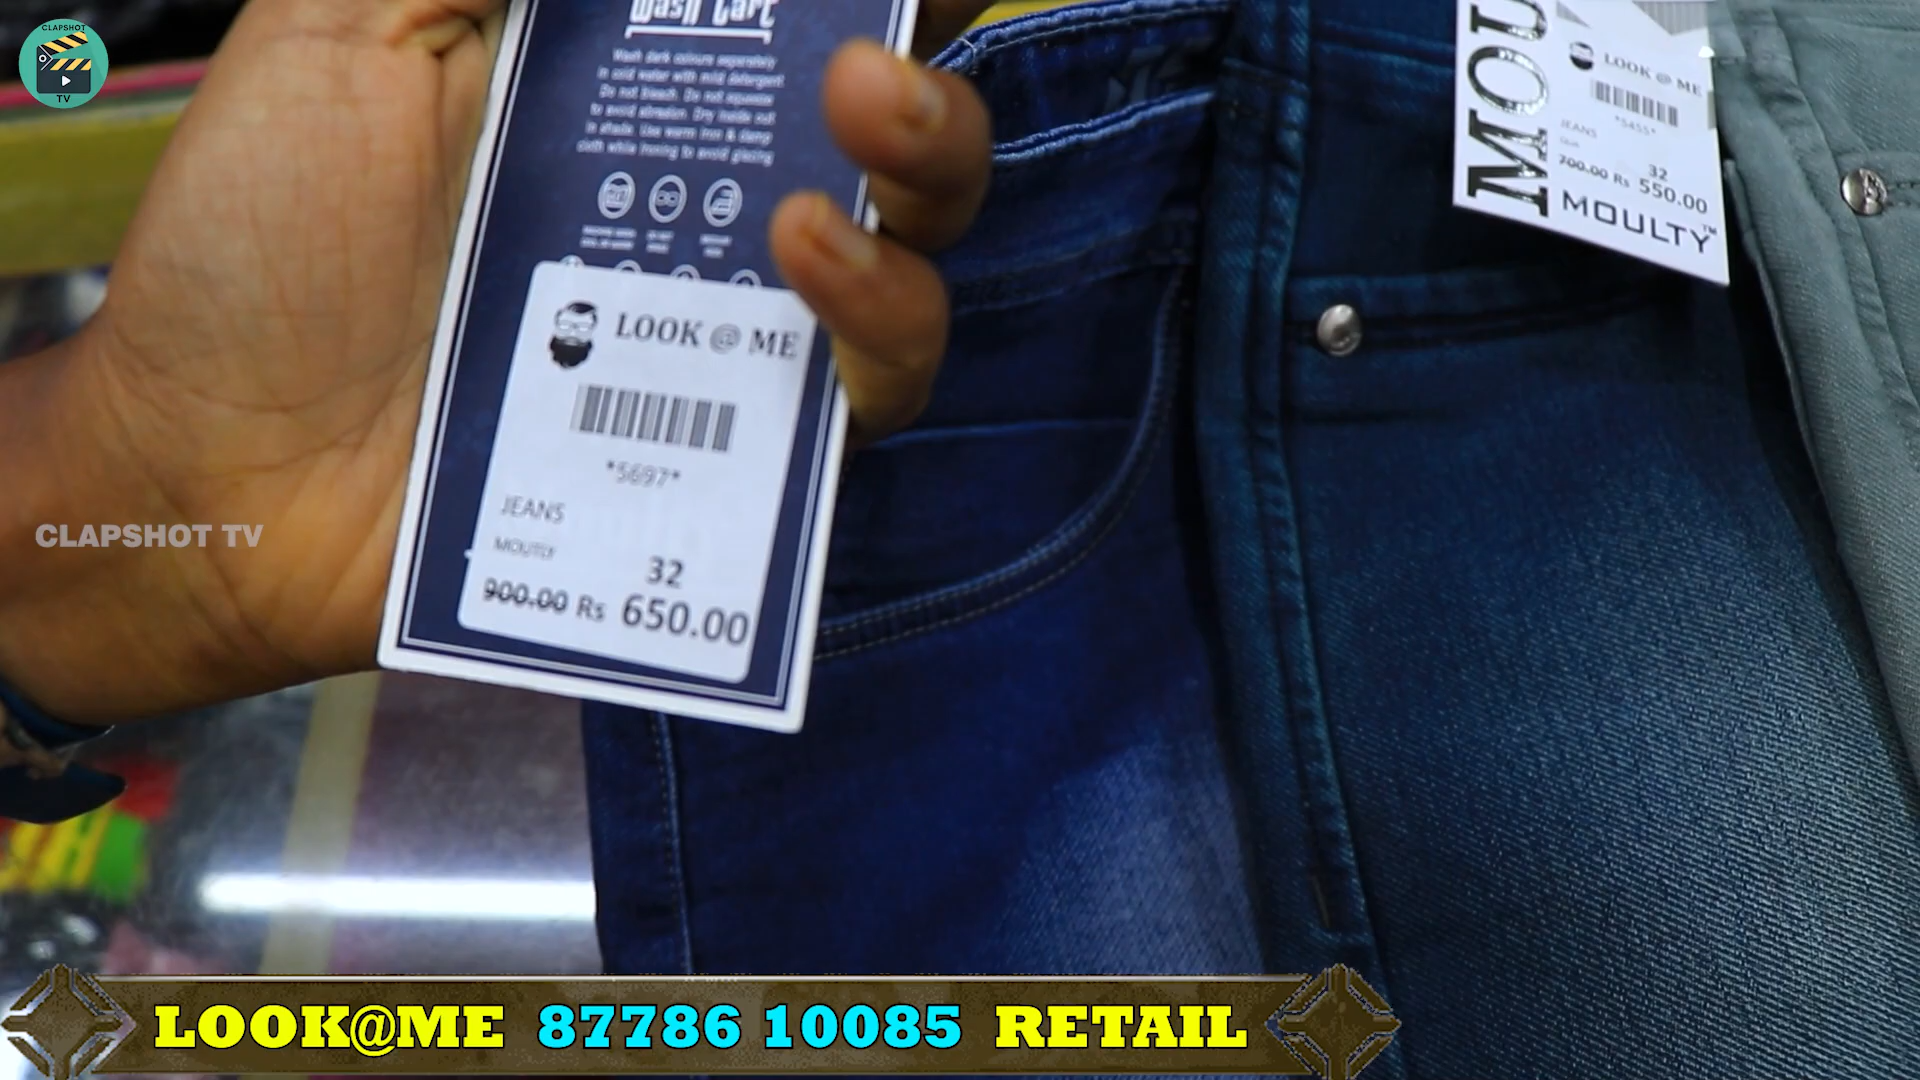 CLAPSHOT
TV
Wash Care
Wash dark colours separately
in cold water with mild detergent
Do not bleach. Do not squeeze
to avoid abrasion. Dry inside out
in shade. Use warm iron & damp
cloth while ironing to avoid glazing
LOOK @ ME
*5697*
JEANS
32
900.00 Rs 650.00
MOU
LOOK @ ME
*5455*
JEANS
32
700.00 Rs 550.00
MOULTY™
CLAPSHOT TV
LOOK@ME 87786 10085 RETAIL